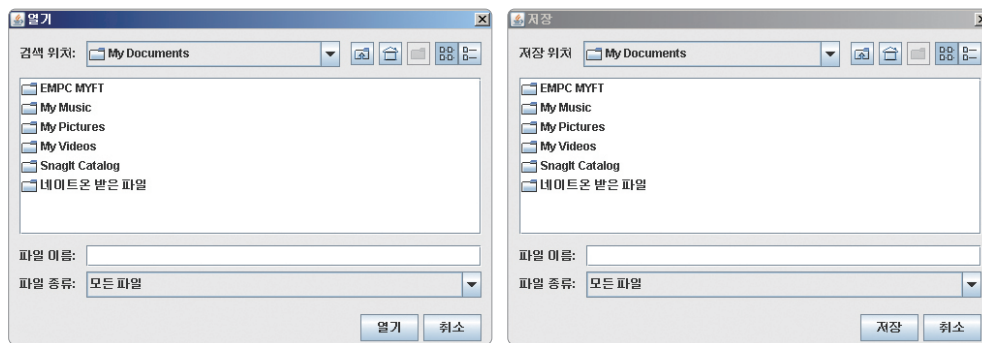 열기
검색 위치: My Documents
EMPC MYFT
My Music
My Pictures
My Videos
SnagIt Catalog
네이트온 받은 파일
파일 이름:
파일 종류: 모든 파일
열기 취소
저장
저장 위치 My Documents
EMPC MYFT
My Music
My Pictures
My Videos
SnagIt Catalog
네이트온 받은 파일
파일 이름:
파일 종류: 모든 파일
저장 취소